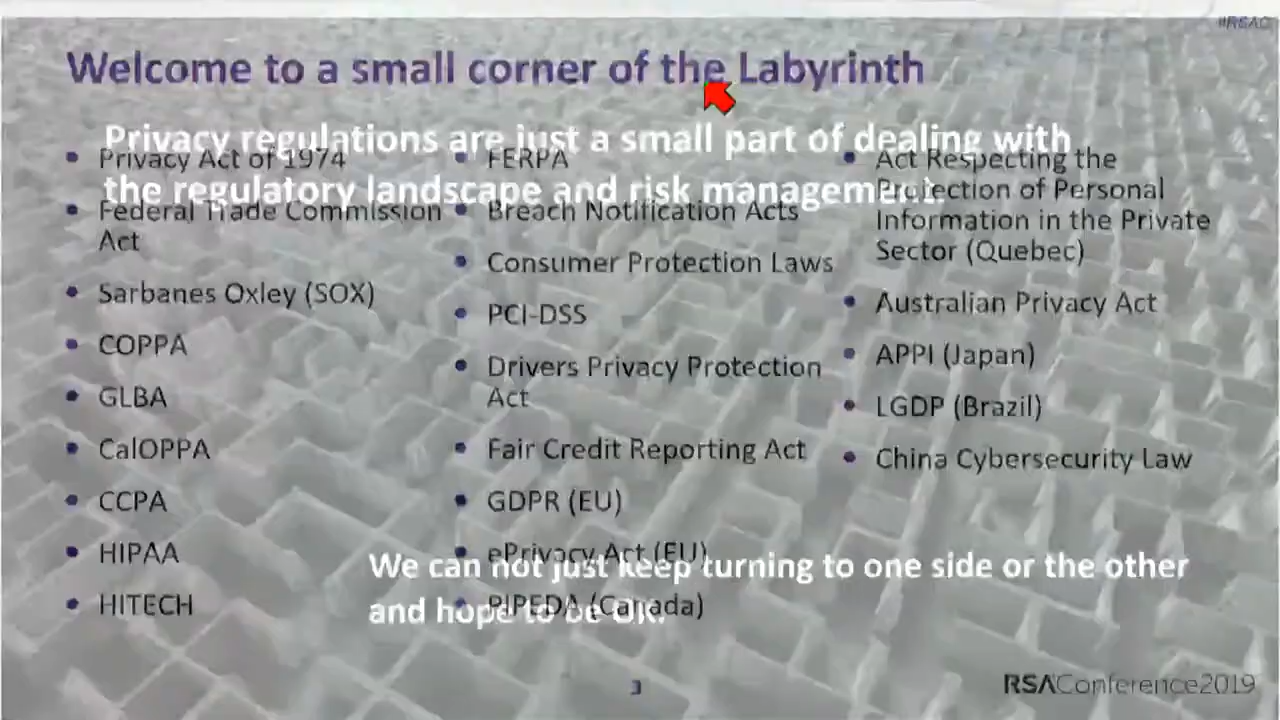 #RSAC
Welcome to a small corner of the Labyrinth
Privacy regulations are just a small part of dealing with
the regulatory landscape and risk management.
• Privacy Act of 1974
• Federal Trade Commission
Act
• Sarbanes Oxley (SOX)
• COPPA
• GLBA
• CalOPPA
• CCPA
• HIPAA
• HITECH
• FERPA
• Breach Notification Acts
• Consumer Protection Laws
• PCI-DSS
• Drivers Privacy Protection
Act
• Fair Credit Reporting Act
• GDPR (EU)
• ePrivacy Act (EU)
• PIPEDA (Canada)
• Act Respecting the
Protection of Personal
Information in the Private
Sector (Quebec)
• Australian Privacy Act
• APPI (Japan)
• LGDP (Brazil)
• China Cybersecurity Law
We can not just keep turning to one side or the other
and hope to be OK.
3
RSAConference2019